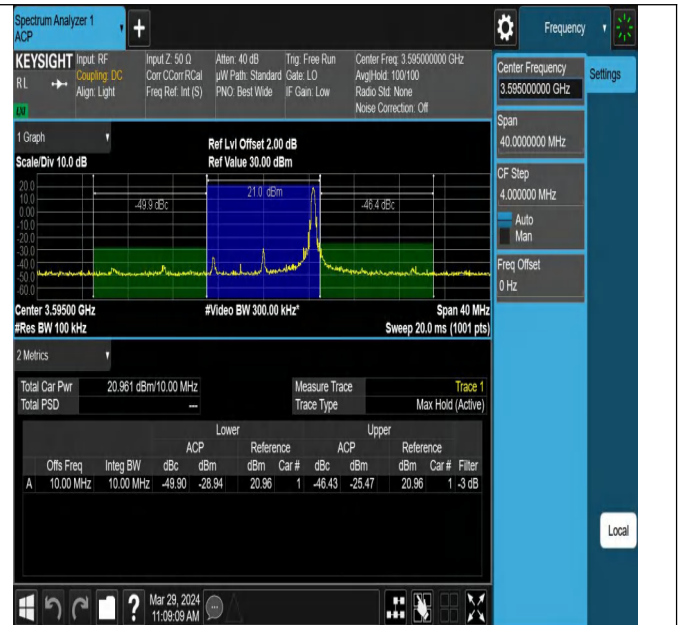 Spectrum Analyzer 1
ACP
Frequency
KEYSIGHT Input: RF Input Z: 50 Ω Atten: 40 dB Trig: Free Run Center Freq: 3.595000000 GHz
RL Coupling: DC Corr CCorr RCal µW Path: Standard Gate: LO Avg|Hold: 100/100
Align: Light Freq Ref: Int (S) PNO: Best Wide IF Gain: Low Radio Std: None
Noise Correction: Off
Center Frequency
3.595000000 GHz
Settings
Span
40.0000000 MHz
CF Step
4.000000 MHz
Auto
Man
Freq Offset
0 Hz
Local
1 Graph
Ref Lvl Offset 2.00 dB
Scale/Div 10.0 dB Ref Value 30.00 dBm
20.0
10.0
0.00
-10.0
-20.0
-30.0
-40.0
-50.0
-60.0
-49.9 dBc 21.0 dBm -46.4 dBc
Center 3.59500 GHz #Video BW 300.00 kHz* Span 40 MHz
#Res BW 100 kHz Sweep 20.0 ms (1001 pts)
2 Metrics
Total Car Pwr 20.961 dBm/10.00 MHz Measure Trace Trace 1
Total PSD --- Trace Type Max Hold (Active)
Lower Upper
ACP Reference ACP Reference
Offs Freq Integ BW dBc dBm dBm Car # dBc dBm dBm Car # Filter
A 10.00 MHz 10.00 MHz -49.90 -28.94 20.96 1 -46.43 -25.47 20.96 1 -3 dB
? Mar 29, 2024
11:09:09 AM